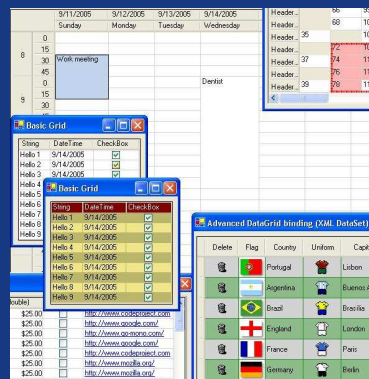 9/11/2005 9/12/2005 9/13/2005 9/14/2005
Sunday Monday Tuesday Wednesday
0
15
8 30 Work meeting
45
0 Dentist
15
9 30
45
Header...
Header... 68
Header... 35
Header... 72
Header... 37 74
Header... 76
Header... 39 78
Basic Grid
String DateTime CheckBox
Hello 1 9/14/2005
Hello 2 9/14/2005
Hello 3 9/14/2005
Hello 4
Hello 5
Hello 6
Hello 7
Hello 8
Hello 9
Basic Grid
String DateTime CheckBox
Hello 1 9/14/2005
Hello 2 9/14/2005
Hello 3 9/14/2005
Hello 4 9/14/2005
Hello 5 9/14/2005
Hello 6 9/14/2005
Hello 7 9/14/2005
Hello 8 9/14/2005
Hello 9 9/14/2005
Advanced DataGrid binding (XML DataSet)
Delete Flag Country Uniform Capit
Portugal Lisbon
Argentina Buenos A
Brazil Brasilia
England London
France Paris
Germany Berlin
ouble)
$25.00 http://www.codeproject.com
$25.00 http://www.google.com/
$25.00 http://www.go-mono.com/
$25.00 http://www.google.com/
$25.00 http://www.codeproject.com
$25.00 http://www.mozilla.org/
$25.00 http://www.mozilla.org/